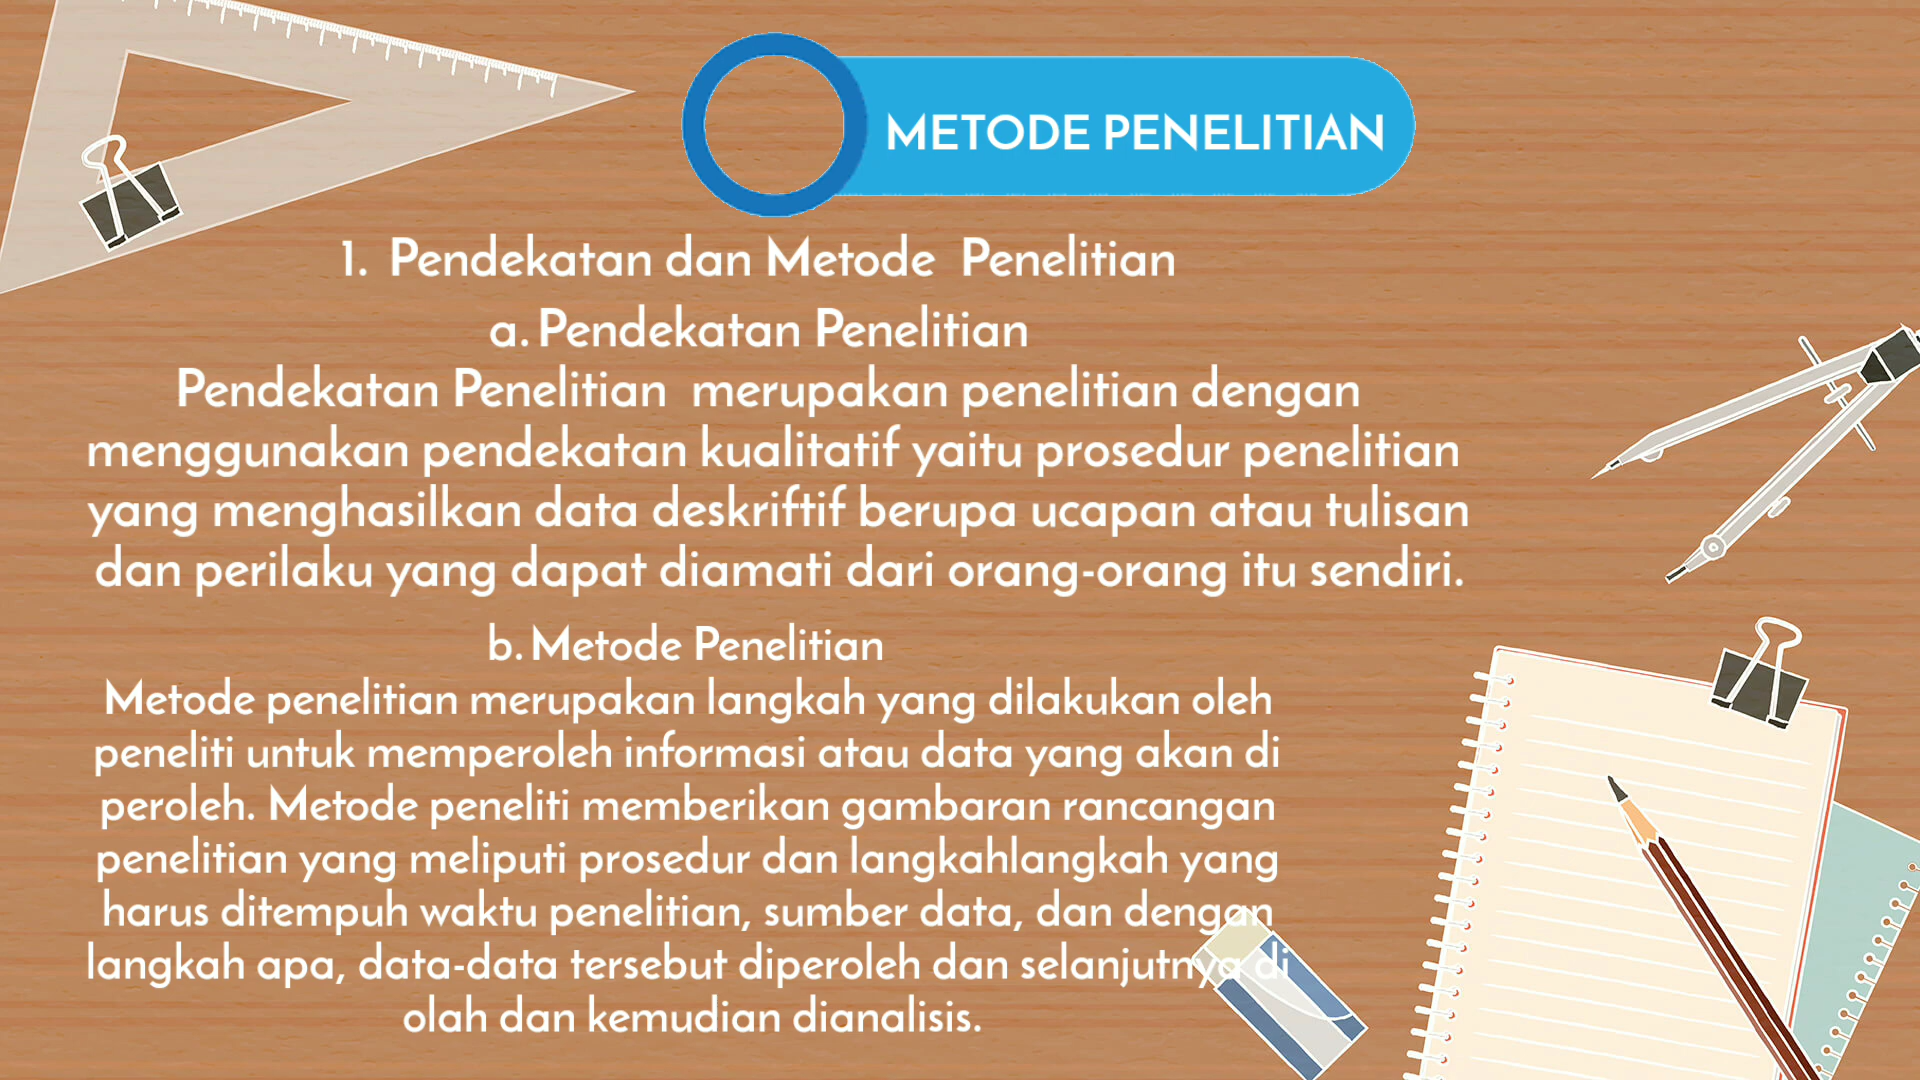 METODE PENELITIAN
1. Pendekatan dan Metode Penelitian
a. Pendekatan Penelitian
Pendekatan Penelitian merupakan penelitian dengan
menggunakan pendekatan kualitatif yaitu prosedur penelitian
yang menghasilkan data deskriftif berupa ucapan atau tulisan
dan perilaku yang dapat diamati dari orang-orang itu sendiri.
b. Metode Penelitian
Metode penelitian merupakan langkah yang dilakukan oleh
peneliti untuk memperoleh informasi atau data yang akan di
peroleh. Metode peneliti memberikan gambaran rancangan
penelitian yang meliputi prosedur dan langkahlangkah yang
harus ditempuh waktu penelitian, sumber data, dan dengan
langkah apa, data-data tersebut diperoleh dan selanjutnya di
olah dan kemudian dianalisis.